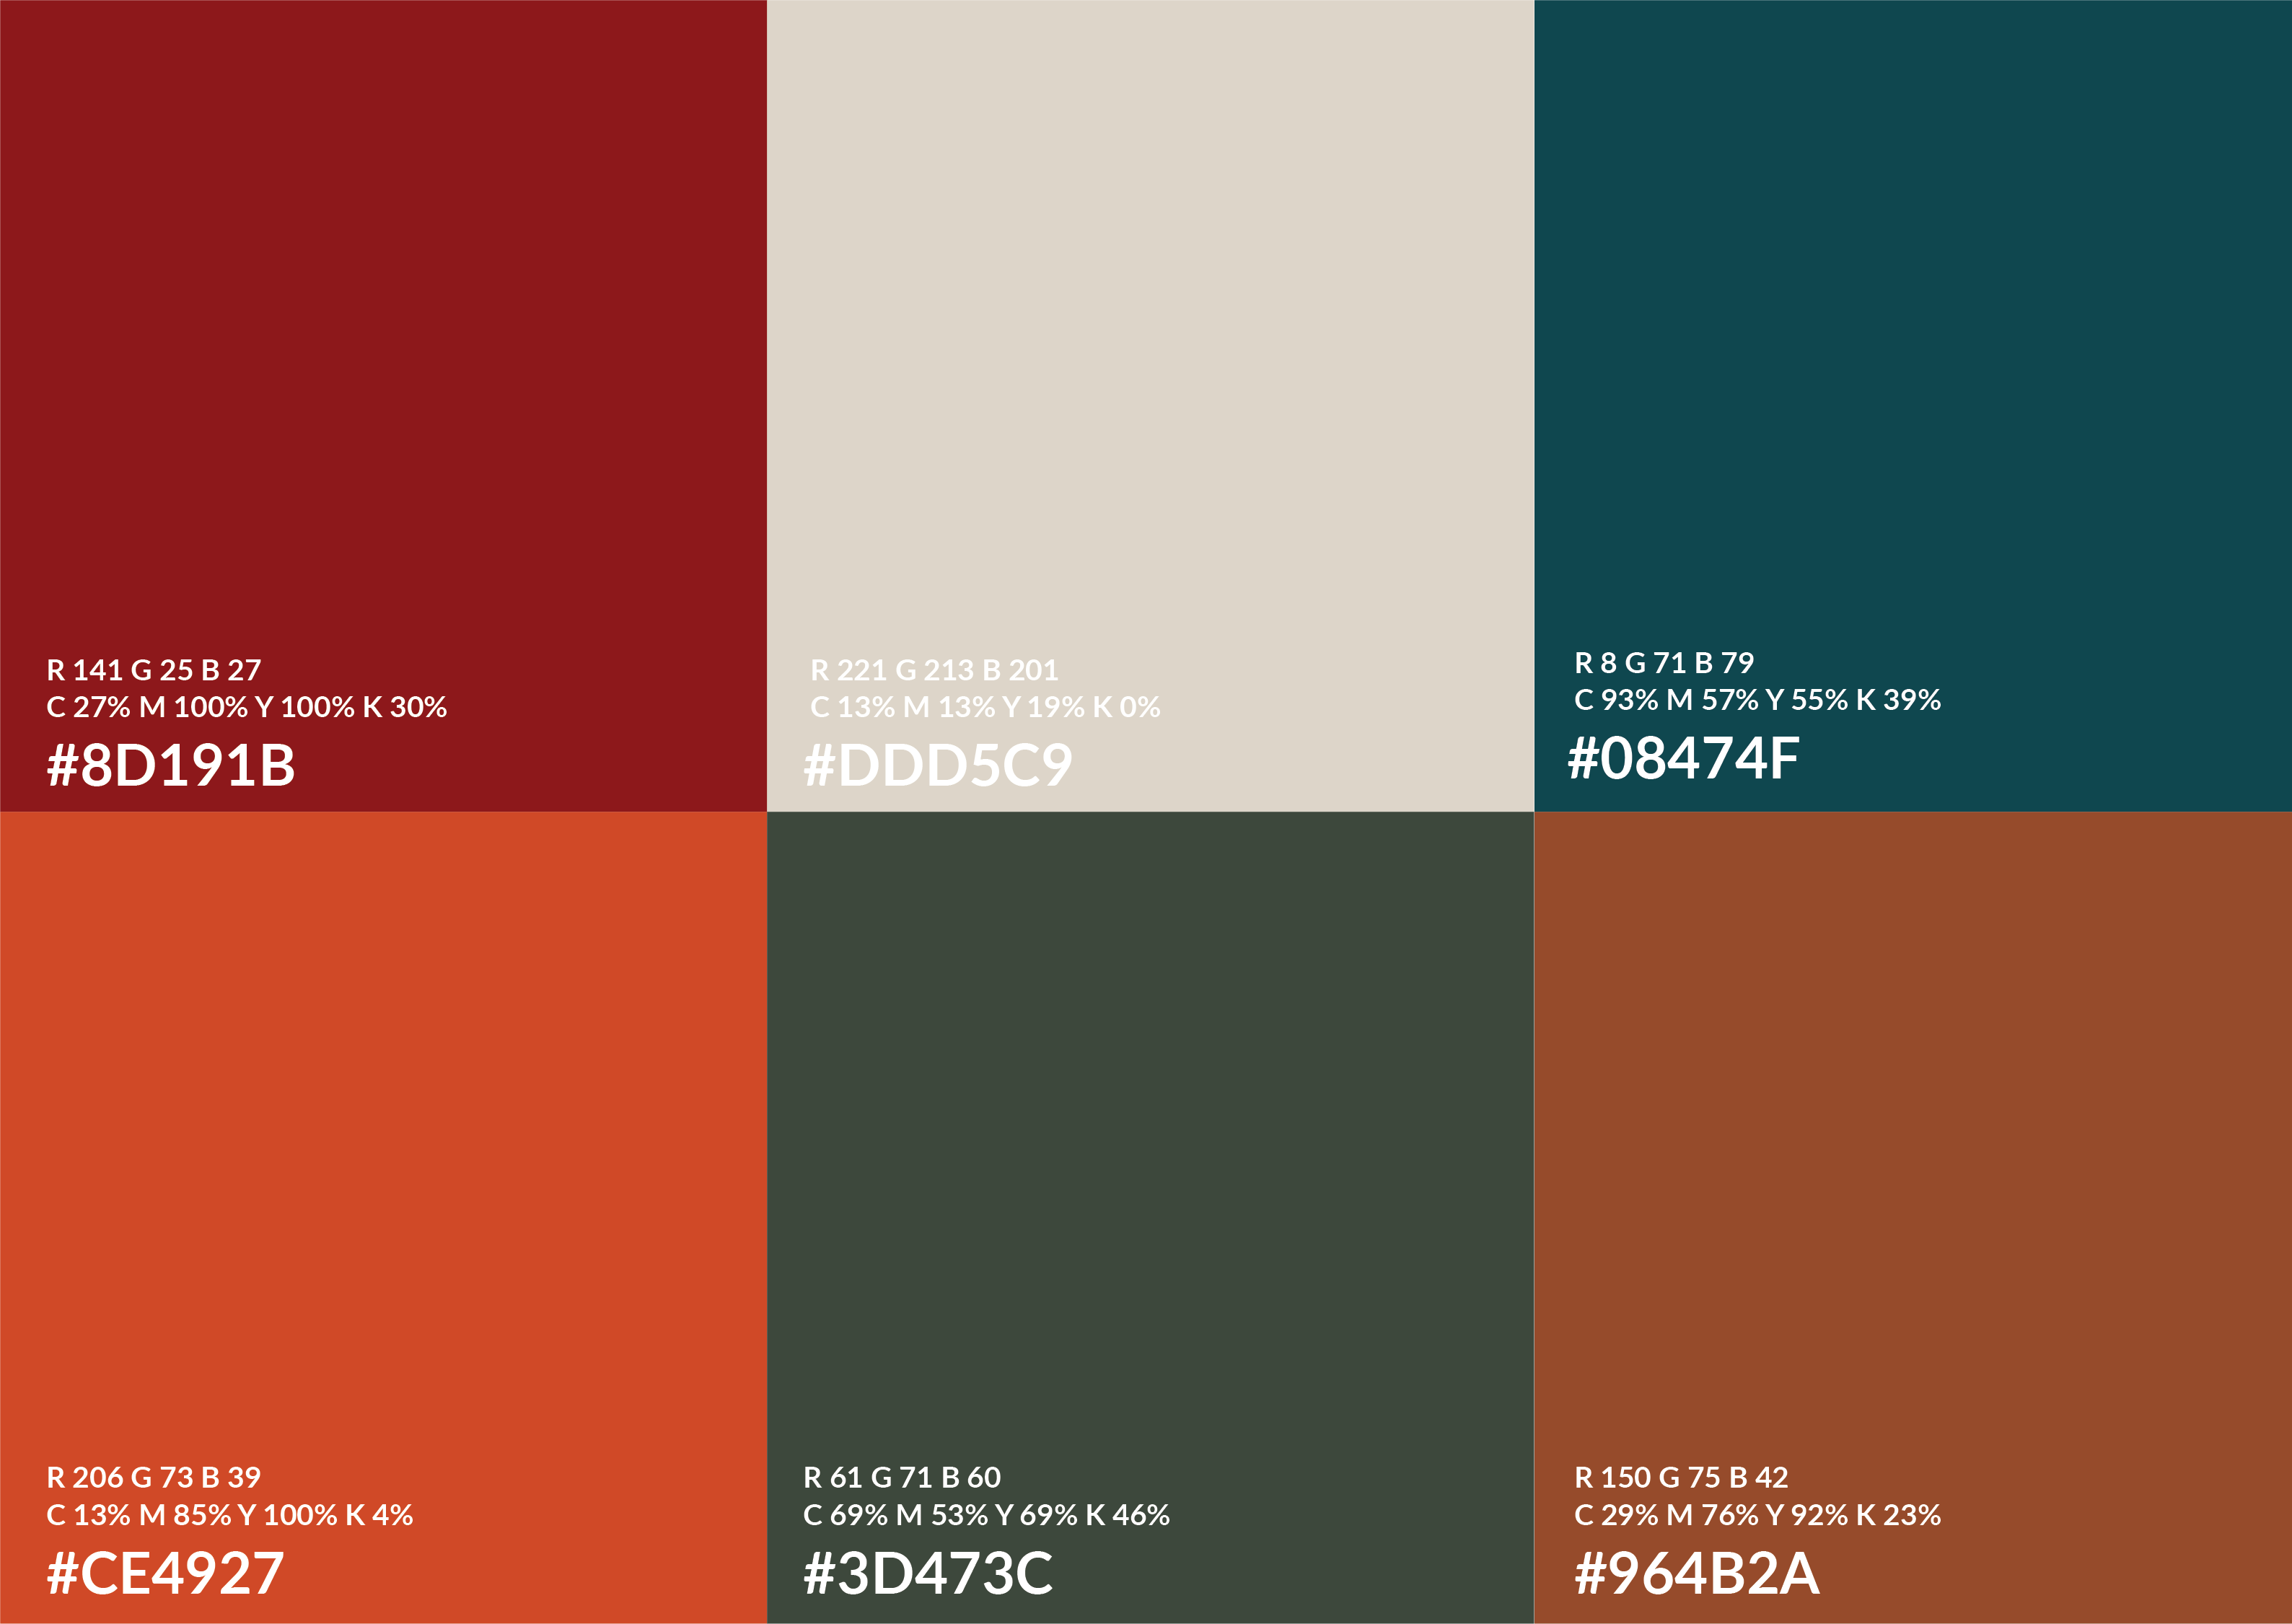 R 141 G 25 B 27
C 27% M 100% Y 100% K 30%
#8D191B
R 221 G 213 B 201
C 13% M 13% Y 19% K 0%
#DDD5C9
R 8 G 71 B 79
C 93% M 57% Y 55% K 39%
#08474F
R 206 G 73 B 39
C 13% M 85% Y 100% K 4%
#CE4927
R 61 G 71 B 60
C 69% M 53% Y 69% K 46%
#3D473C
R 150 G 75 B 42
C 29% M 76% Y 92% K 23%
#964B2A